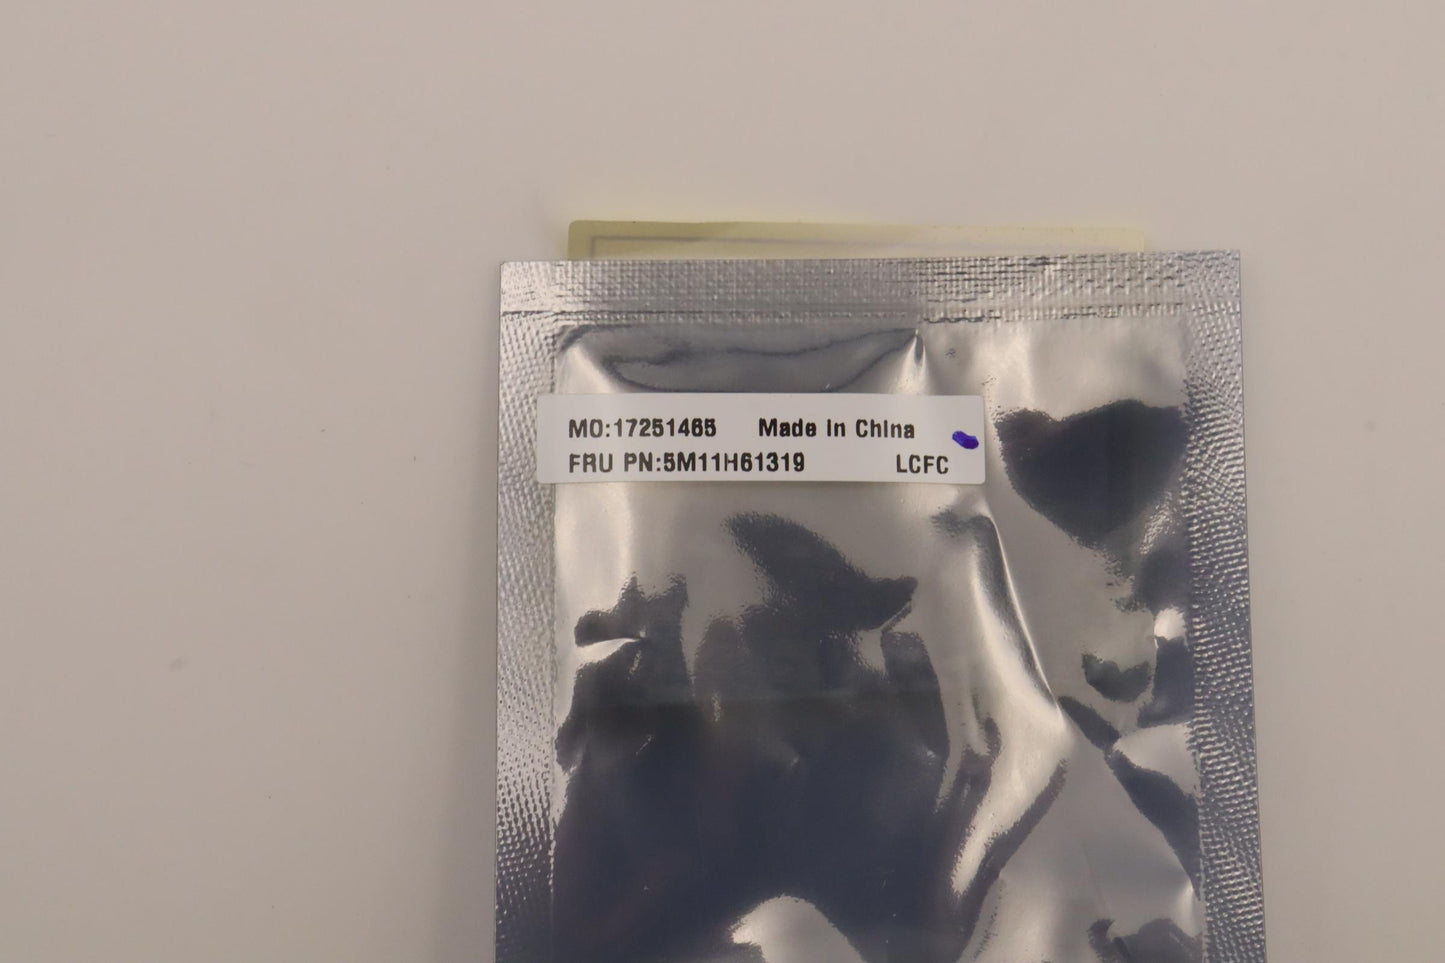 MO:17251465 Made In China
FRU PN:5M11H61319 LCFC